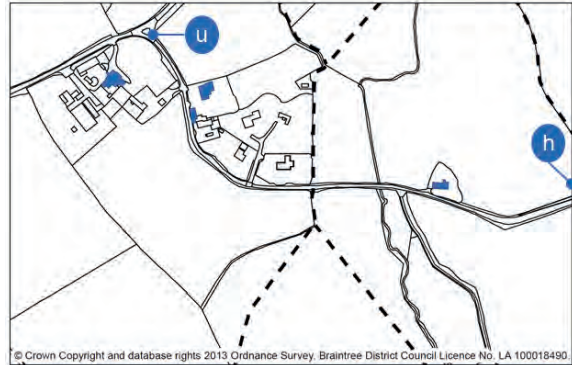 u
h
© Crown Copyright and database rights 2013 Ordnance Survey. Braintree District Council Licence No. LA 100018490.